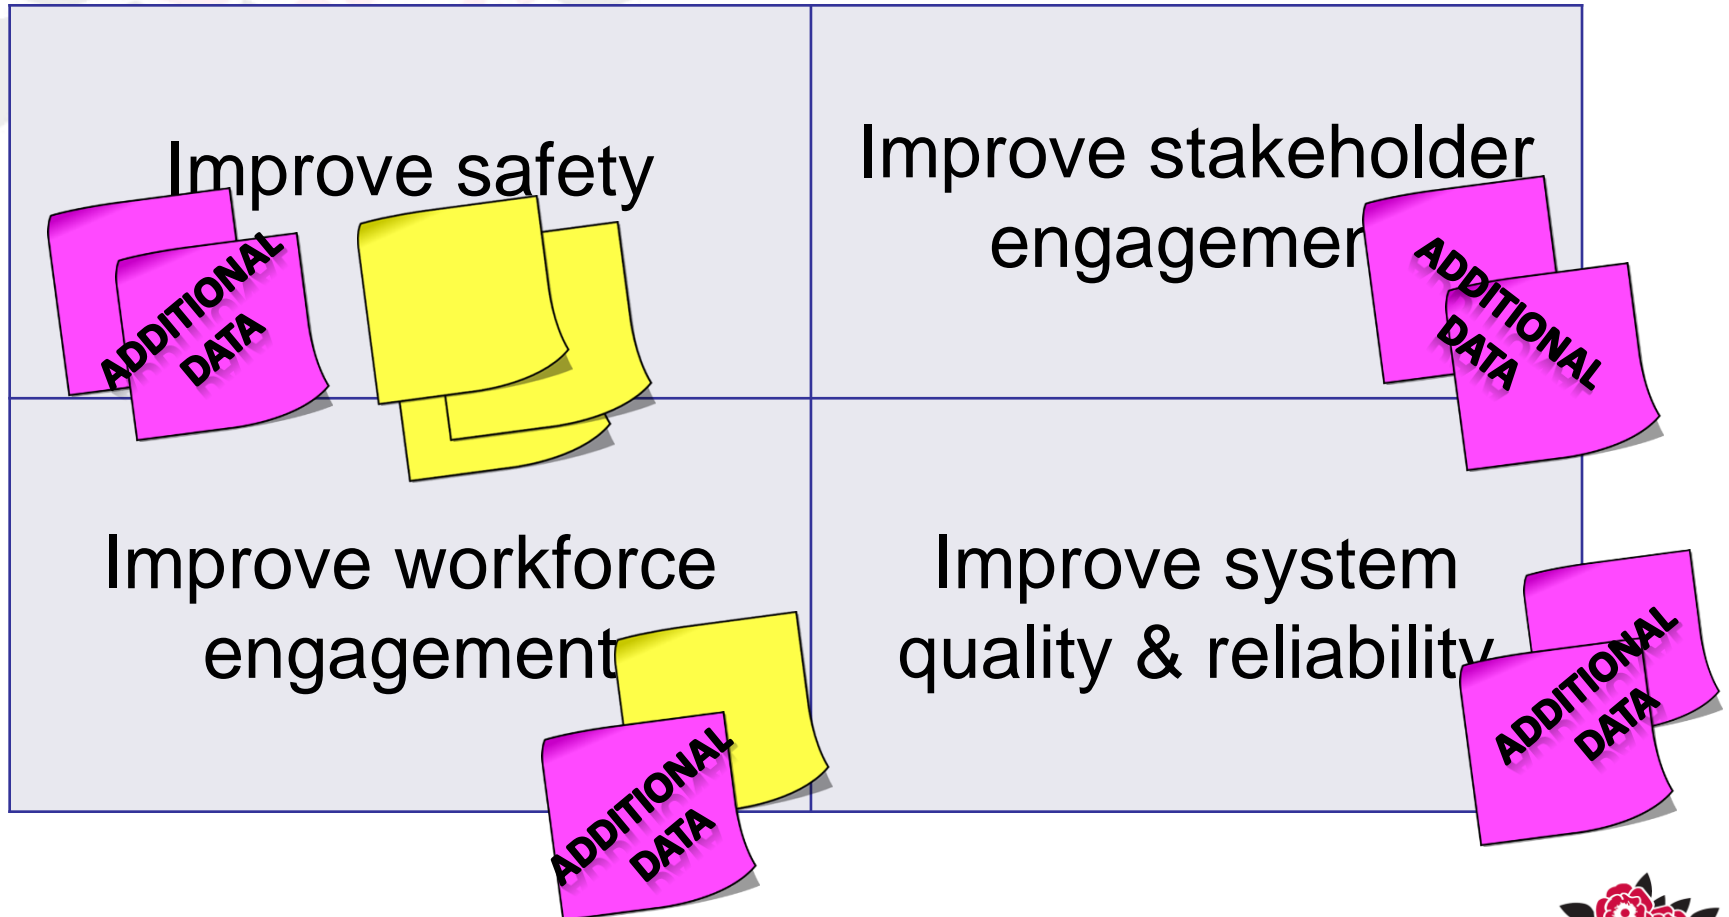 Improve safety
Improve stakeholder
engagemen
ADDITIONAL
DATA
ADDITIONAL
DATA
Improve workforce
engagement
Improve system
quality & reliability
ADDITIONAL
DATA
ADDITIONAL
DATA